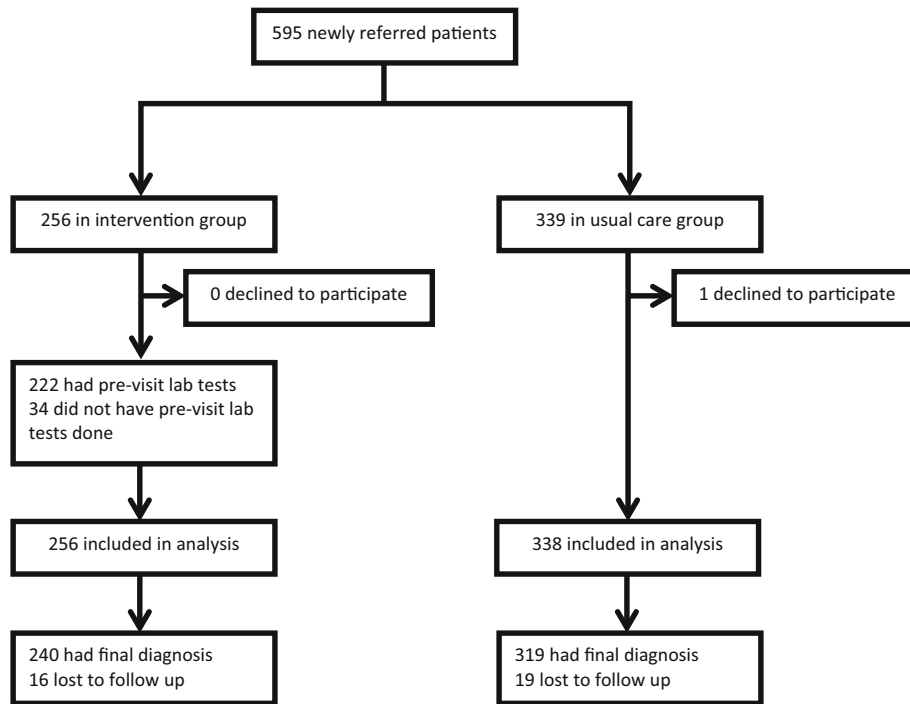 595 newly referred patients
256 in intervention group
339 in usual care group
0 declined to participate
1 declined to participate
222 had pre-visit lab tests
34 did not have pre-visit lab
tests done
256 included in analysis
338 included in analysis
240 had final diagnosis
16 lost to follow up
319 had final diagnosis
19 lost to follow up